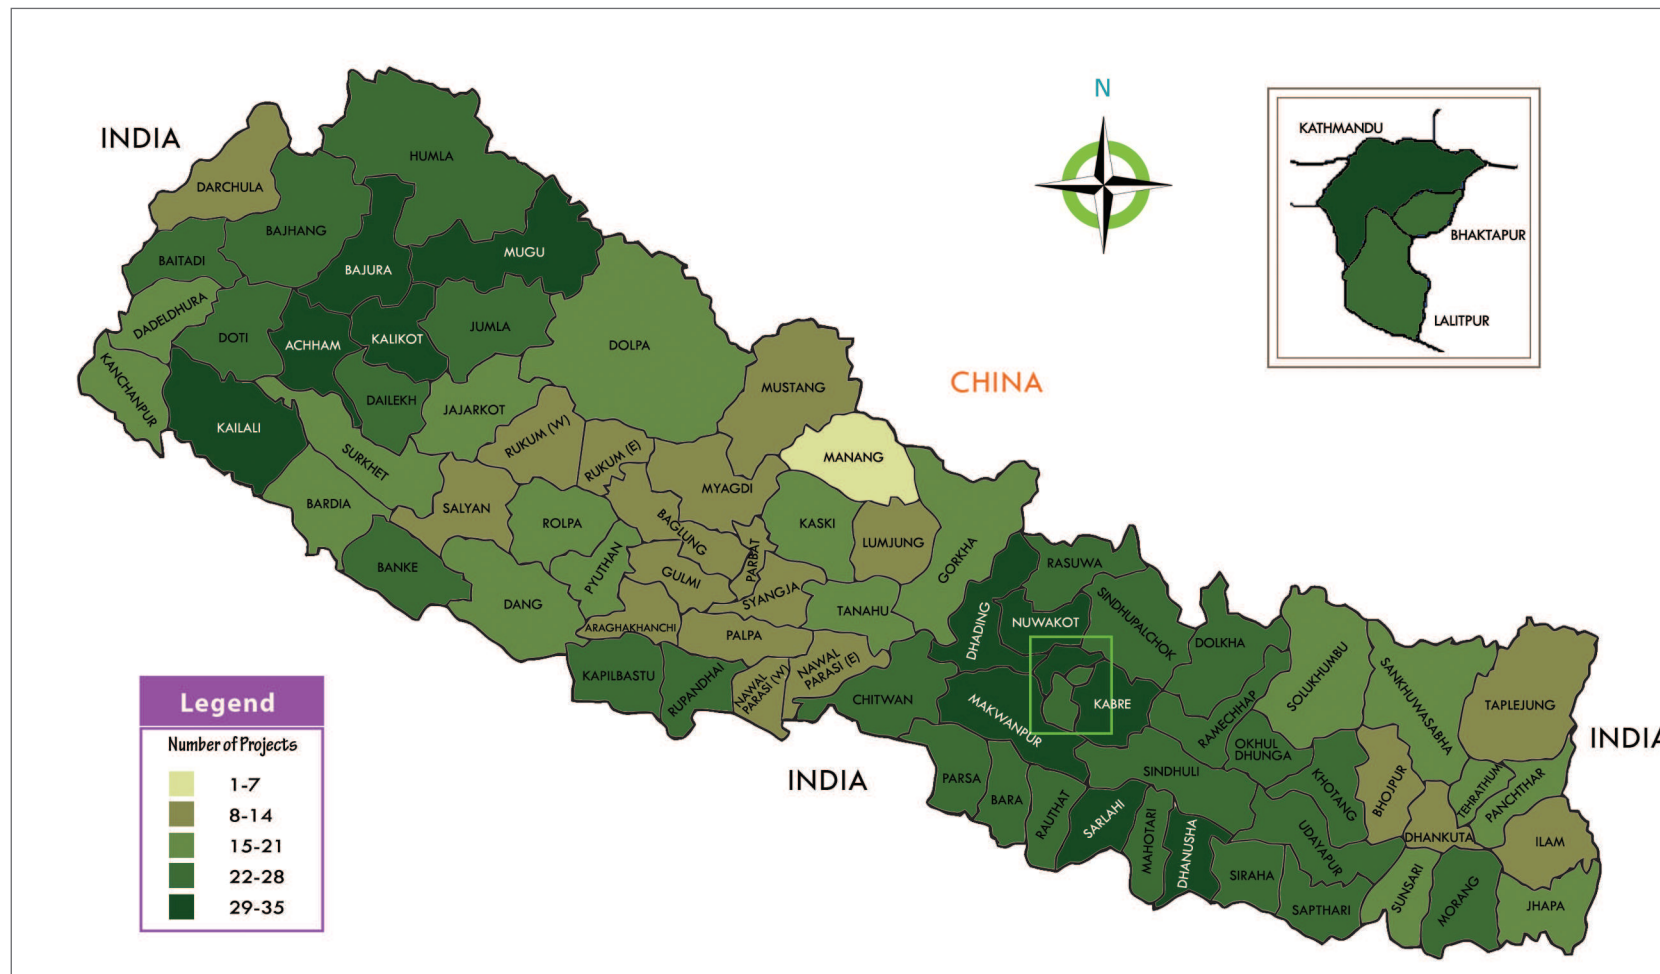 INDIA
N
KATHMANDU
BHAKTAPUR
LALITPUR
HUMLA
DARCHULA
BAJHANG
BAITADI
BAJURA
MUGU
DADELDHURA
DOTI
ACHHAM
KALIKOT
JUMLA
DOLPA
KANCHANPUR
KAILALI
DAILEKH
JAJARKOT
MUSTANG
CHINA
SURKHET
RUKUM (W)
RUKUM (E)
MANANG
BARDIA
SALYAN
ROLPA
MYAGDI
BAGLUNG
PARBAT
KASKI
LUMJUNG
GORKHA
BANKE
DANG
PYUTHAN
GULMI
SYANGJA
TANAHU
ARAGHAKHANCHI
PALPA
KAPILBASTU
RUPANDHAI
NAWAL
PARASI (W)
NAWAL
PARASI (E)
CHITWAN
DHADING
NUWAKOT
RASUWA
SINDHUPALCHOK
DOLKHA
KABRE
MAKWANPUR
RAMECHHAP
OKHUL
DHUNGA
SOLUKHUMBU
SANKHUWASABHA
TAPLEJUNG
INDIA
INDIA
PARSA
BARA
RAUTHAT
SARLAHI
MAHOTARI
DHANUSHA
SINDHULI
SIRAHA
UDAYAPUR
SAPTHARI
KHOTANG
BHOJPUR
DHANKUTA
TEHRATHUM
PANCHTHAR
ILAM
SUNSARI
MORANG
JHAPA
Legend
Number of Projects
1-7
8-14
15-21
22-28
29-35